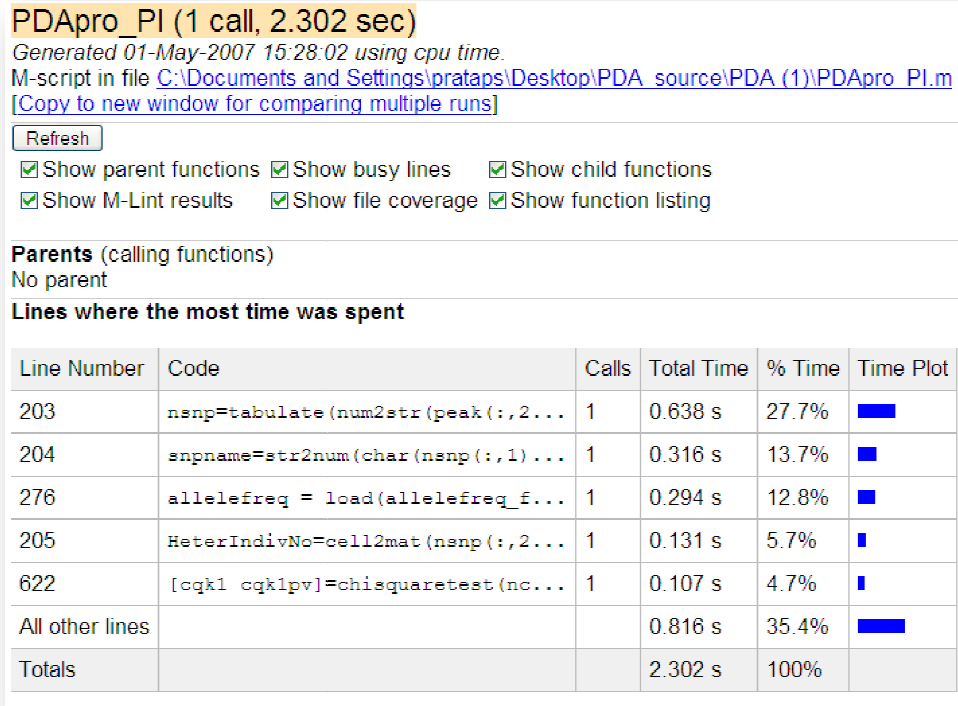 PDApro_PI (1 call, 2.302 sec)
Generated 01-May-2007 15:28:02 using cpu time.
M-script in file C:\Documents and Settings\prataps\Desktop\PDA_source\PDA (1)\PDApro_PI.m
[Copy to new window for comparing multiple runs]
Refresh
Show parent functions Show busy lines Show child functions
Show M-Lint results Show file coverage Show function listing
Parents (calling functions)
No parent
Lines where the most time was spent
Line Number Code Calls Total Time % Time Time Plot
203 nsnp=tabulate(num2str(peak(:,2... 1 0.638 s 27.7%
204 snpname=str2num(char(nsnp(:,1)... 1 0.316 s 13.7%
276 allelefreq = load(allelefreq_f... 1 0.294 s 12.8%
205 HeterIndivNo=cell2mat(nsnp(:,2... 1 0.131 s 5.7%
622 [cqk1 cqk1pv]=chisquaretest(nc... 1 0.107 s 4.7%
All other lines 0.816 s 35.4%
Totals 2.302 s 100%